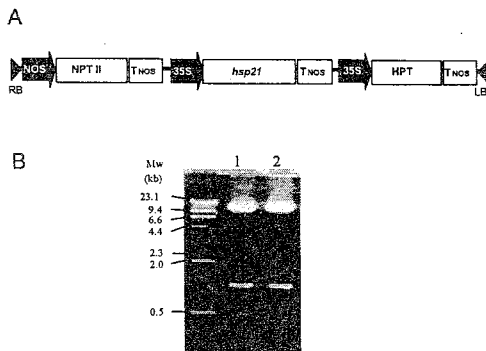 A
NOS NPT II TNOS 35S hsp21 TNOS 35S HPT TNOS
RB LB
B
Mw
(kb)
1 2
23.1
9.4
6.6
4.4
2.3
2.0
0.5